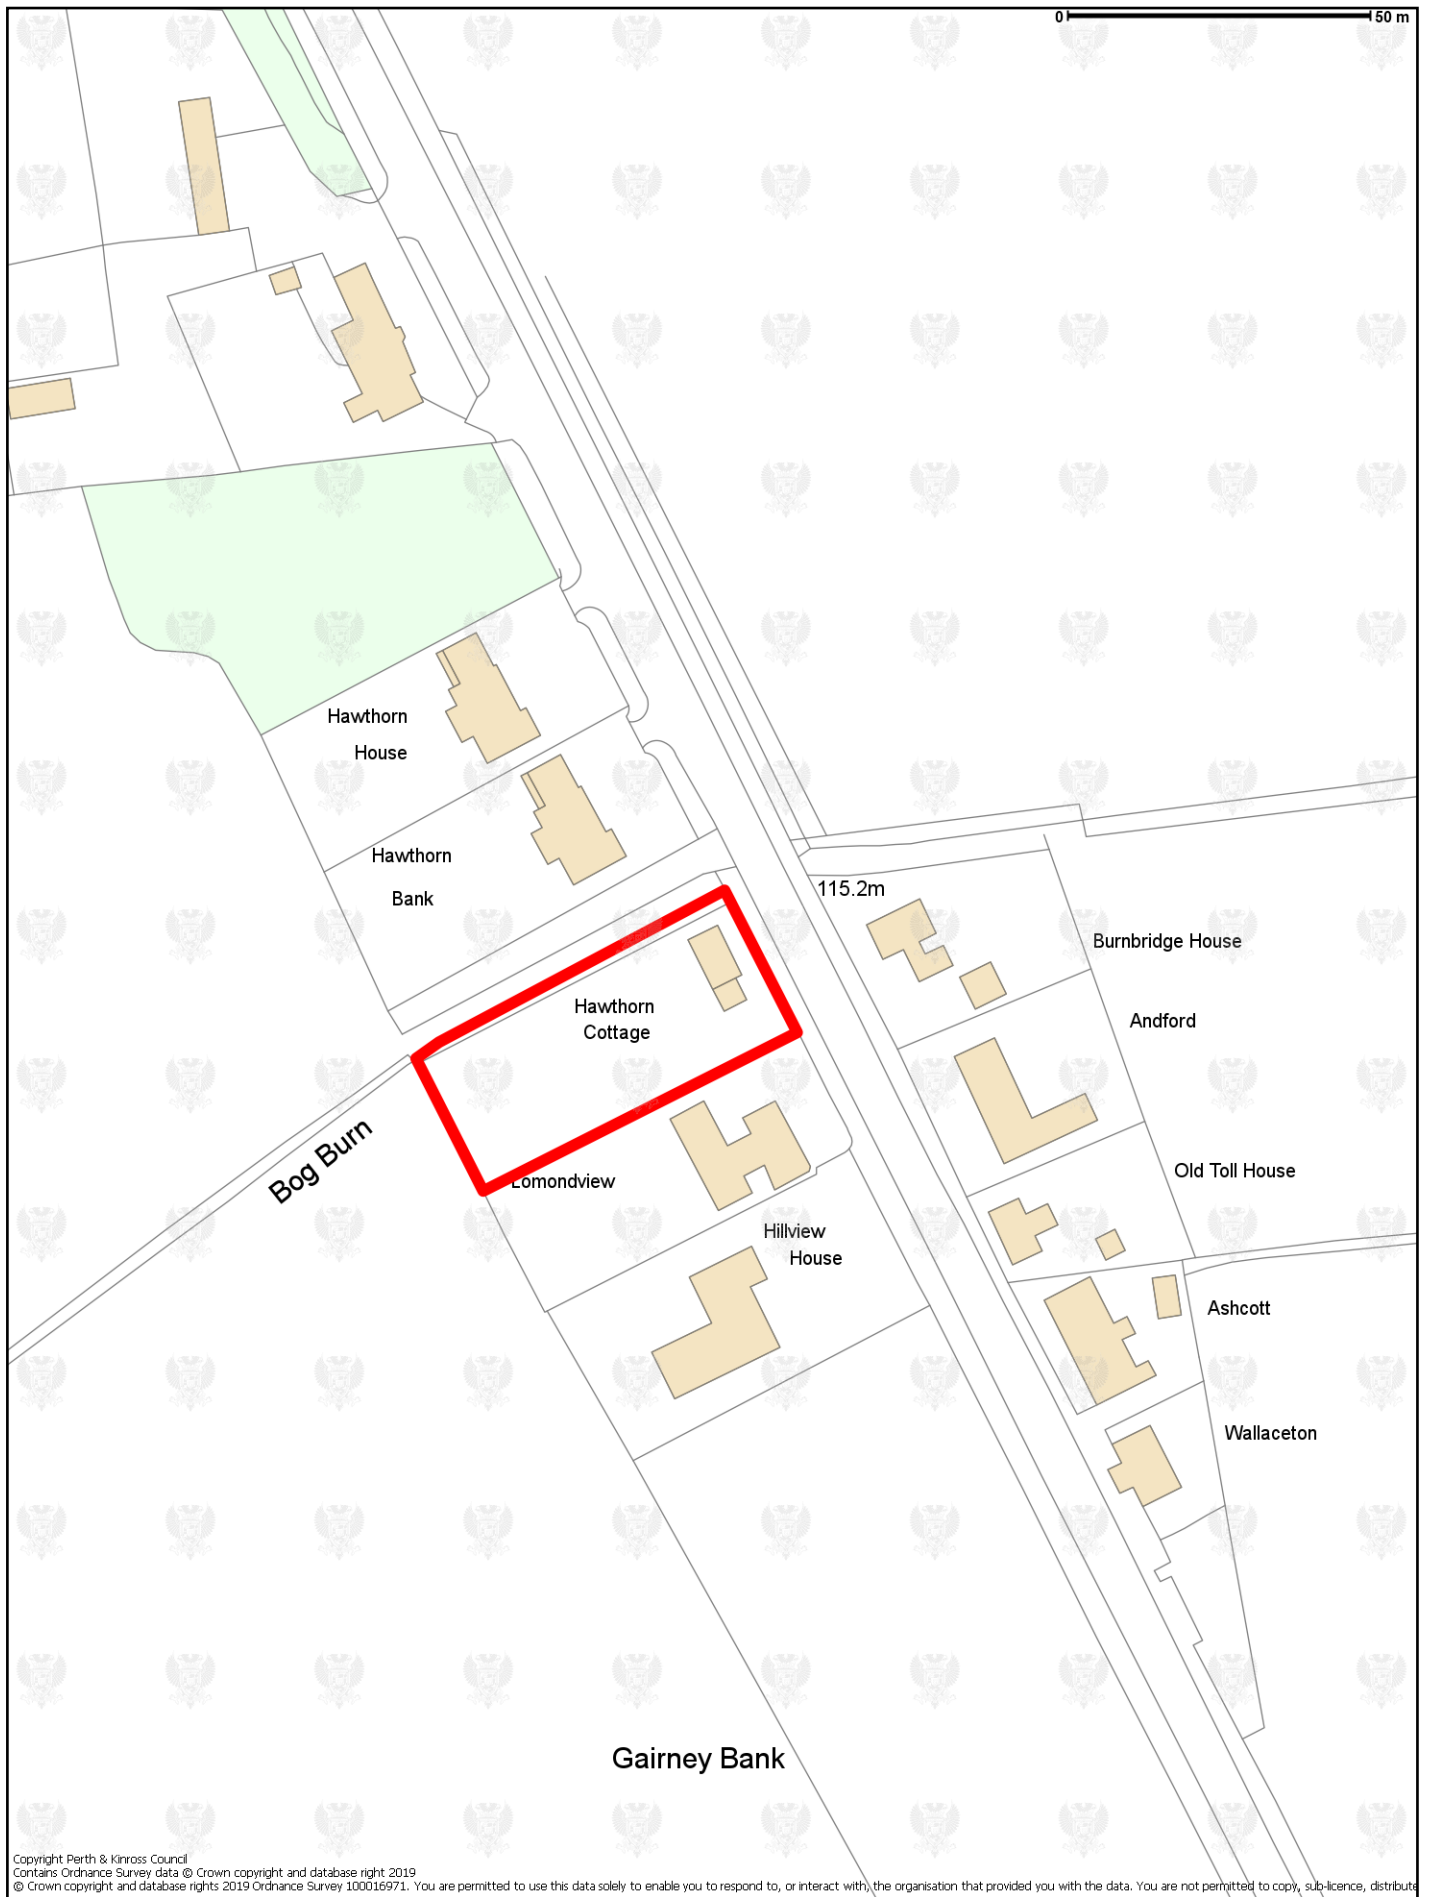 0 50 m
Hawthorn
House
Hawthorn
Bank
115.2m
Burnbridge House
Hawthorn
Cottage
Andford
Bog Burn
Lomondview
Old Toll House
Hillview
House
Ashcott
Wallaceton
Gairney Bank
Copyright Perth & Kinross Council
Contains Ordnance Survey data © Crown copyright and database right 2019
© Crown copyright and database rights 2019 Ordnance Survey 100016971. You are permitted to use this data solely to enable you to respond to, or interact with, the organisation that provided you with the data. You are not permitted to copy, sub-licence, distribute